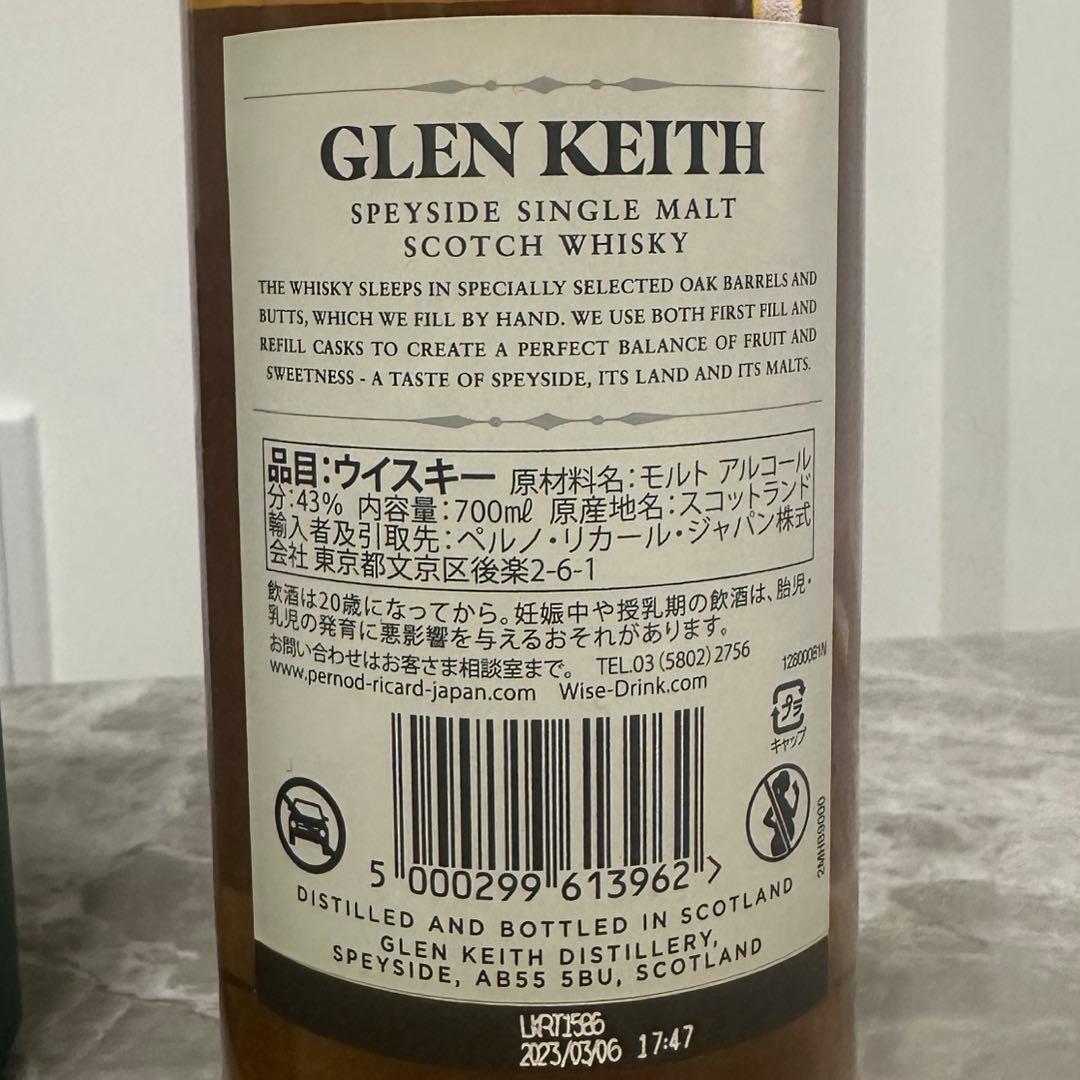 GLEN KEITH
SPEYSIDE SINGLE MALT
SCOTCH WHISKY
THE WHISKY SLEEPS IN SPECIALLY SELECTED OAK BARRELS AND
BUTTS, WHICH WE FILL BY HAND. WE USE BOTH FIRST FILL AND
REFILL CASKS TO CREATE A PERFECT BALANCE OF FRUIT AND
SWEETNESS - A TASTE OF SPEYSIDE, ITS LAND AND ITS MALTS.
品目:ウイスキー 原材料名:モルト アルコール
分:43% 内容量:700mℓ 原産地名:スコットランド
輸入者及引取先:ペルノ・リカール・ジャパン株式
会社 東京都文京区後楽2-6-1
飲酒は20歳になってから。妊娠中や授乳期の飲酒は、胎児・
乳児の発育に悪影響を与えるおそれがあります。
お問い合わせはお客さま相談室まで。 TEL.03(5802)2756
www.pernod-ricard-japan.com Wise-Drink.com
12600061N
プラ
キャップ
2MHB9000
5 000299 613962 >
DISTILLED AND BOTTLED IN SCOTLAND
GLEN KEITH DISTILLERY,
SPEYSIDE, AB55 5BU, SCOTLAND
LKRT1586
2023/03/06 17:47